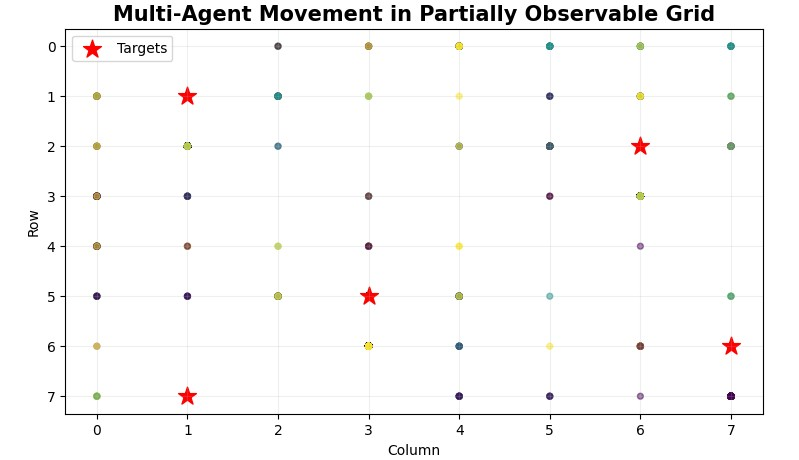 Multi-Agent Movement in Partially Observable Grid
Targets
0
1
2
3
4
5
6
7
Row
0 1 2 3 4 5 6 7
Column